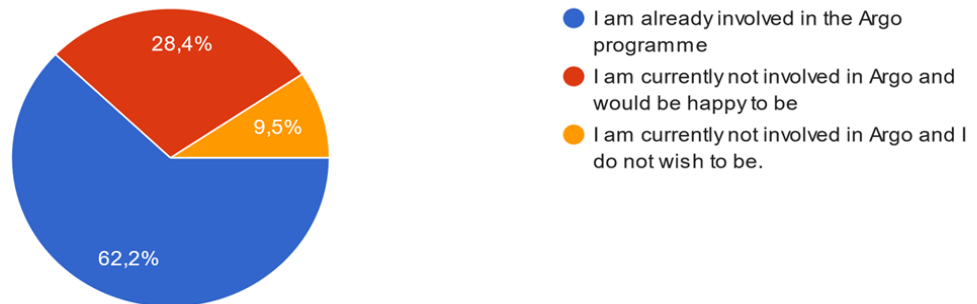 28,4%
9,5%
62,2%
I am already involved in the Argo
programme
I am currently not involved in Argo and
would be happy to be
I am currently not involved in Argo and I
do not wish to be.